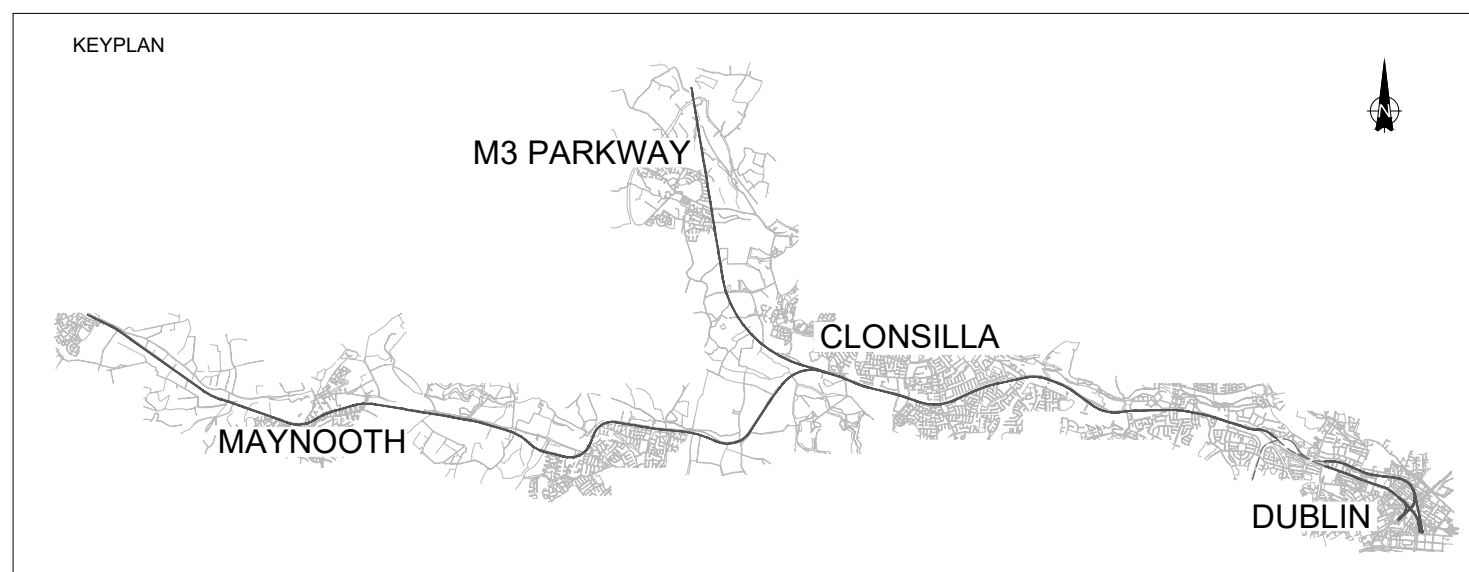 KEYPLAN
N
M3 PARKWAY
CLONSILLA
MAYNOOTH
DUBLIN